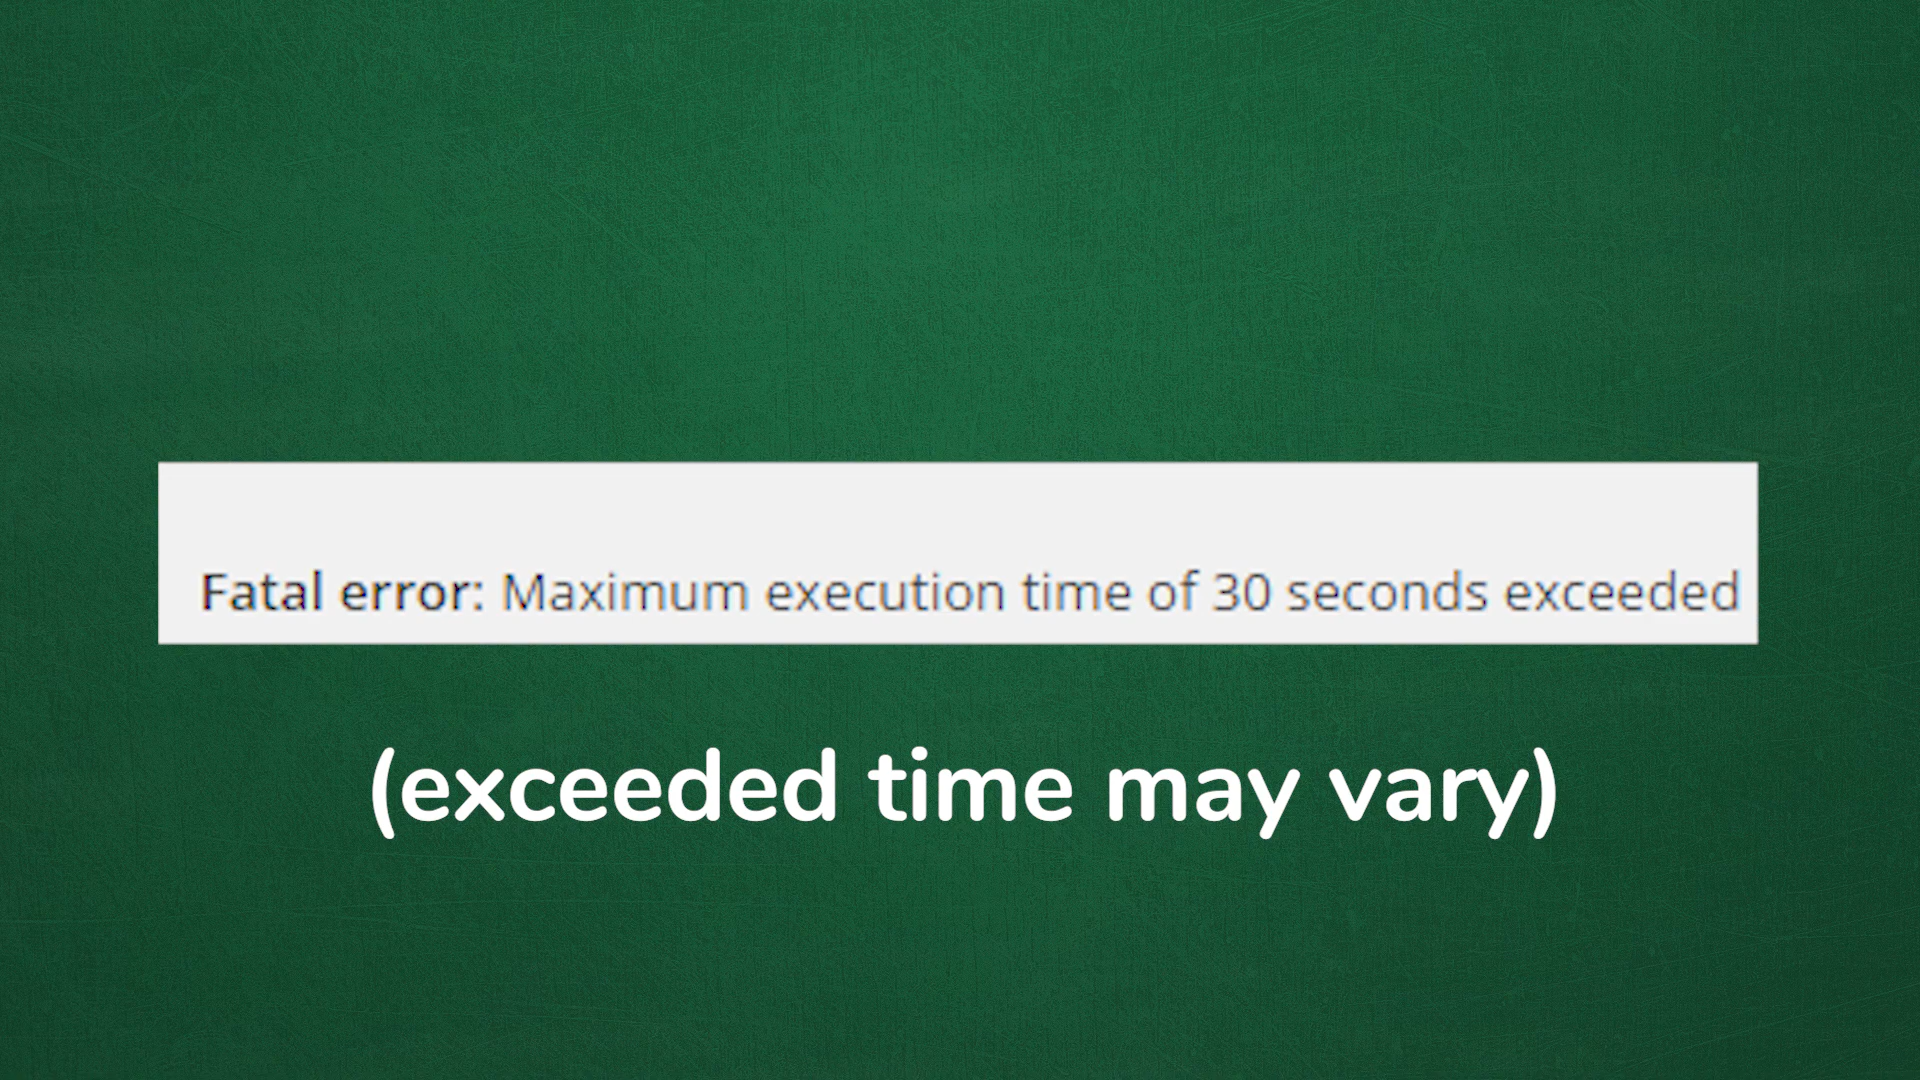 Fatal error: Maximum execution time of 30 seconds exceeded
(exceeded time may vary)